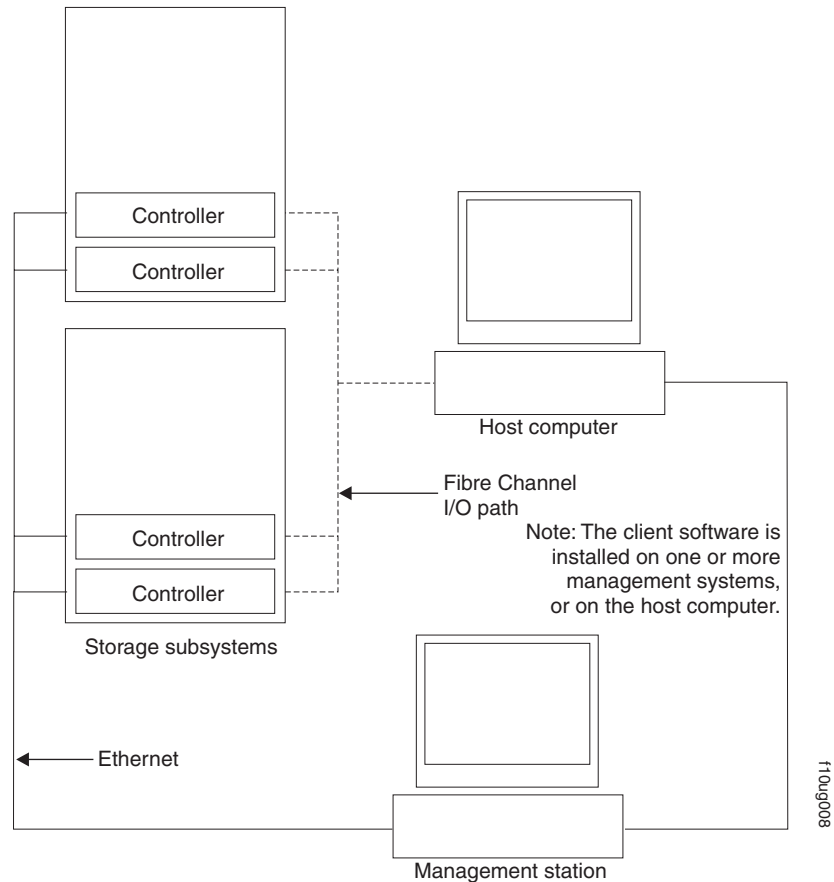 Controller
Controller
Host computer
Fibre Channel
I/O path
Note: The client software is
installed on one or more
management systems,
or on the host computer.
Controller
Controller
Storage subsystems
Ethernet
Management station
f10ug008